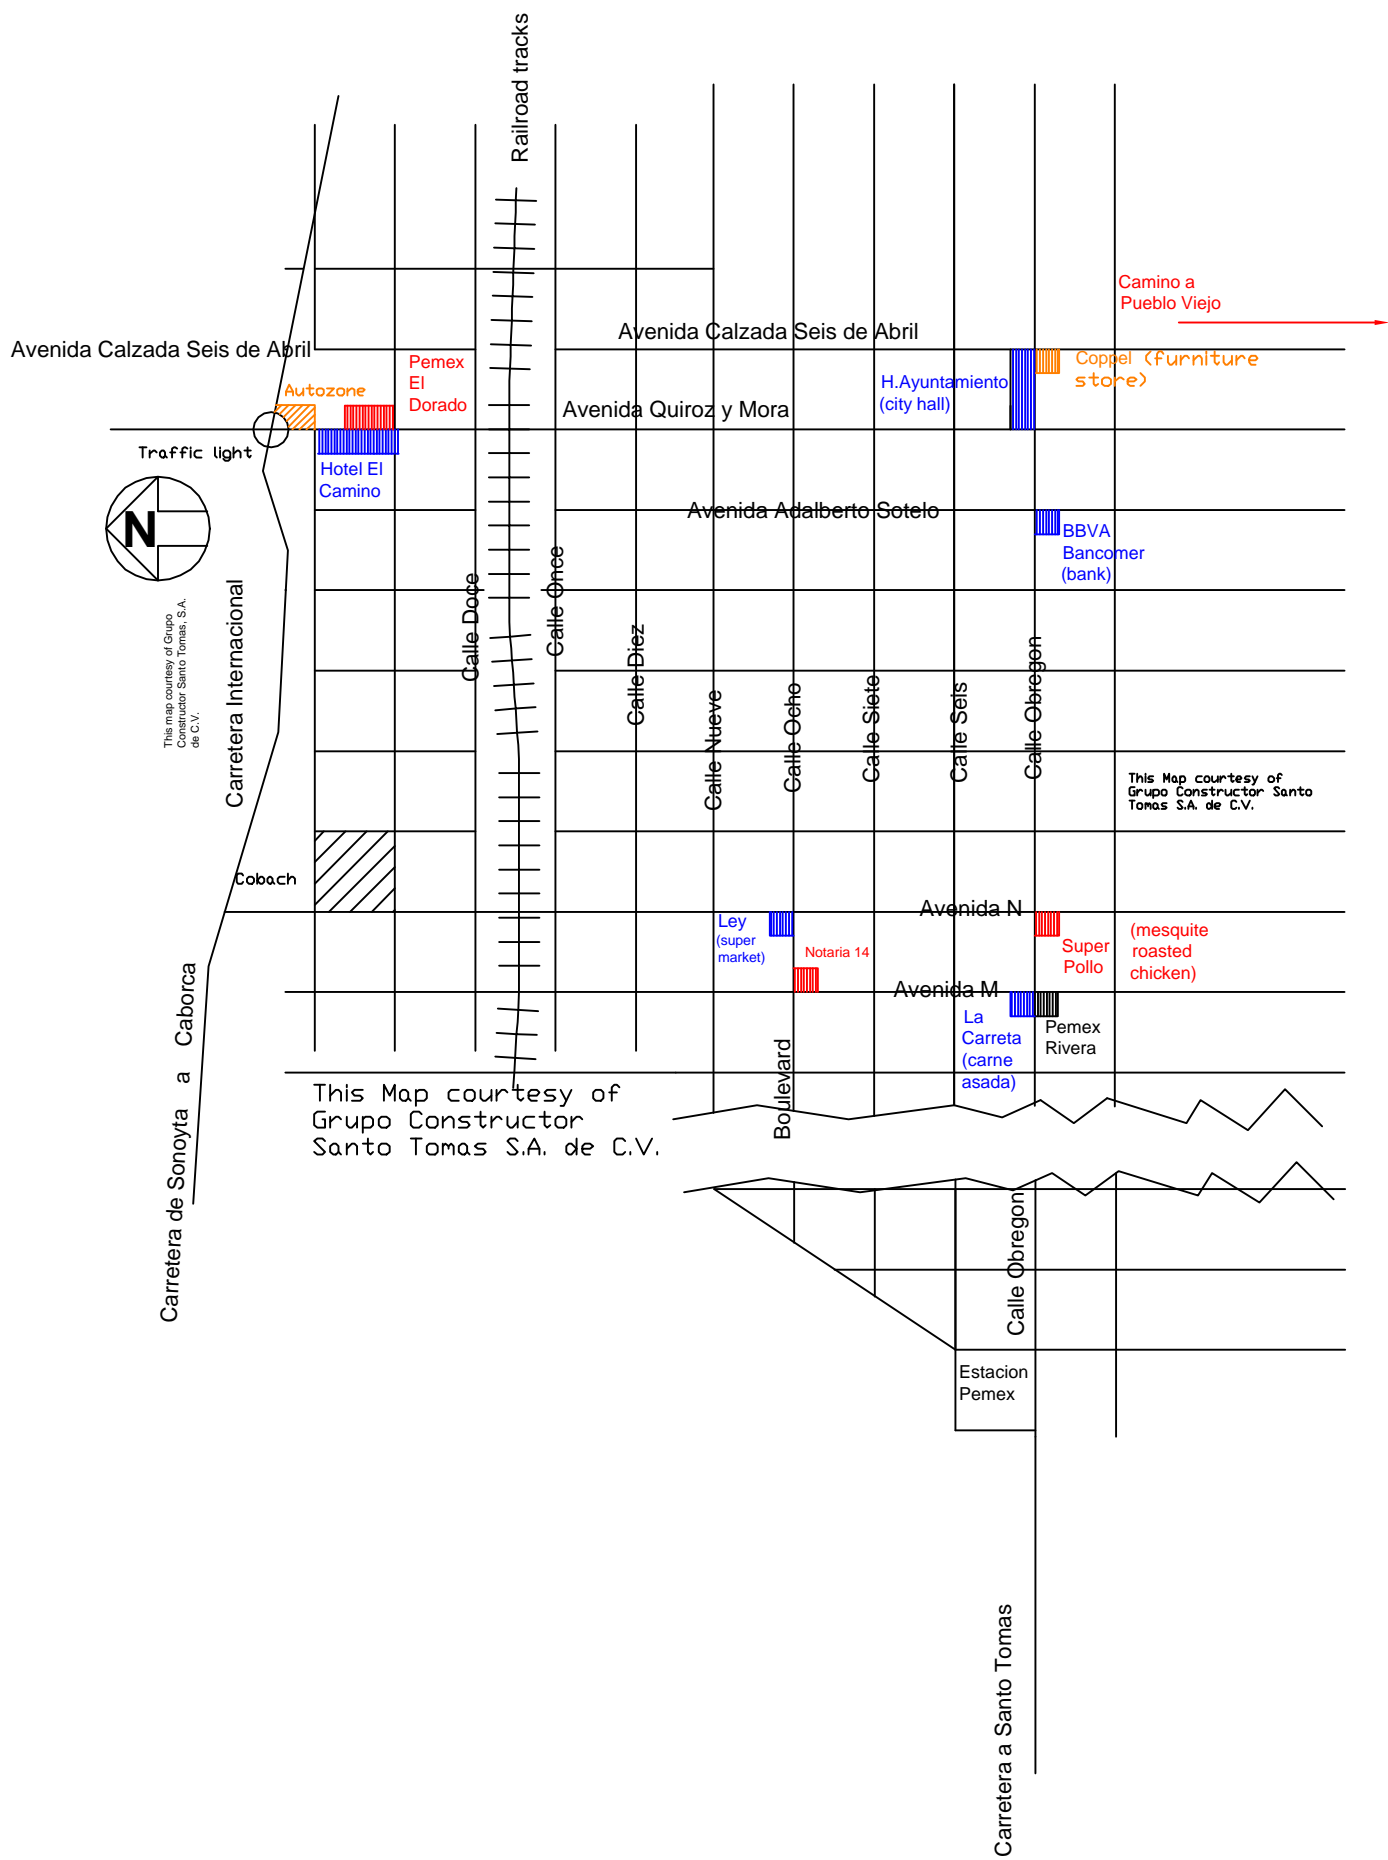 Railroad tracks
Camino a
Pueblo Viejo
Avenida Calzada Seis de Abril
Avenida Calzada Seis de Abril
Pemex
El
Dorado
Coppel (furniture
store)
H.Ayuntamiento
(city hall)
Autozone
Avenida Quiroz y Mora
Traffic light
Hotel El
Camino
N
Avenida Adalberto Sotelo
BBVA
Bancomer
(bank)
This map courtesy of Grupo
Constructor Santo Tomas, S.A.
de C.V.
Carretera Internacional
Calle Doce
Calle Once
Calle Diez
Calle Nueve
Calle Ocho
Calle Siete
Calle Seis
Calle Obregon
This Map courtesy of
Grupo Constructor Santo
Tomas S.A. de C.V.
Cobach
Avenida N
Ley
(super
market)
Notaria 14
Super
Pollo
(mesquite
roasted
chicken)
Avenida M
La
Carreta
(carne
asada)
Pemex
Rivera
Carretera de Sonoyta a Caborca
Boulevard
This Map courtesy of
Grupo Constructor
Santo Tomas S.A. de C.V.
Calle Obregon
Estacion
Pemex
Carretera a Santo Tomas